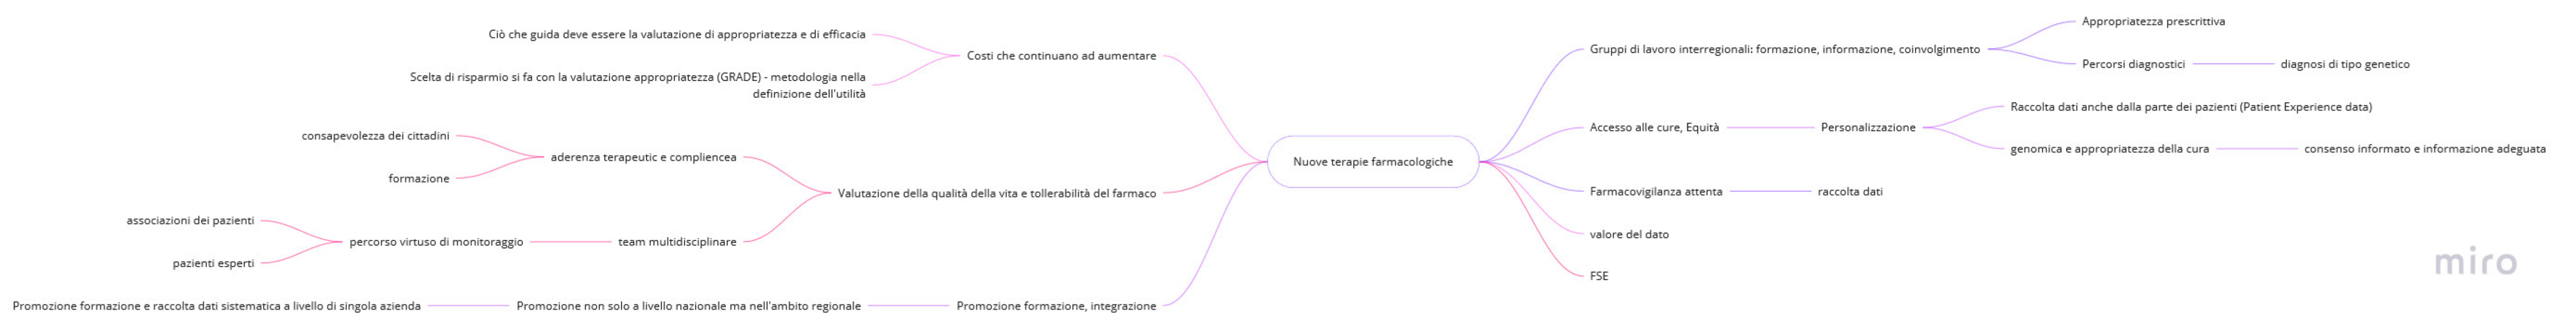 Nuove terapie farmacologiche
Gruppi di lavoro interregionali: formazione, informazione, coinvolgimento
Appropriatezza prescrittiva
Percorsi diagnostici
diagnosi di tipo genetico
Accesso alle cure, Equità
Personalizzazione
Raccolta dati anche dalla parte dei pazienti (Patient Experience data)
genomica e appropriatezza della cura
consenso informato e informazione adeguata
Farmacovigilanza attenta
raccolta dati
valore del dato
FSE
Costi che continuano ad aumentare
Ciò che guida deve essere la valutazione di appropriatezza e di efficacia
Scelta di risparmio si fa con la valutazione appropriatezza (GRADE) - metodologia nella
definizione dell'utilità
Valutazione della qualità della vita e tollerabilità del farmaco
aderenza terapeutic e compliencea
consapevolezza dei cittadini
formazione
team multidisciplinare
percorso virtuso di monitoraggio
associazioni dei pazienti
pazienti esperti
Promozione formazione, integrazione
Promozione non solo a livello nazionale ma nell'ambito regionale
Promozione formazione e raccolta dati sistematica a livello di singola azienda
miro